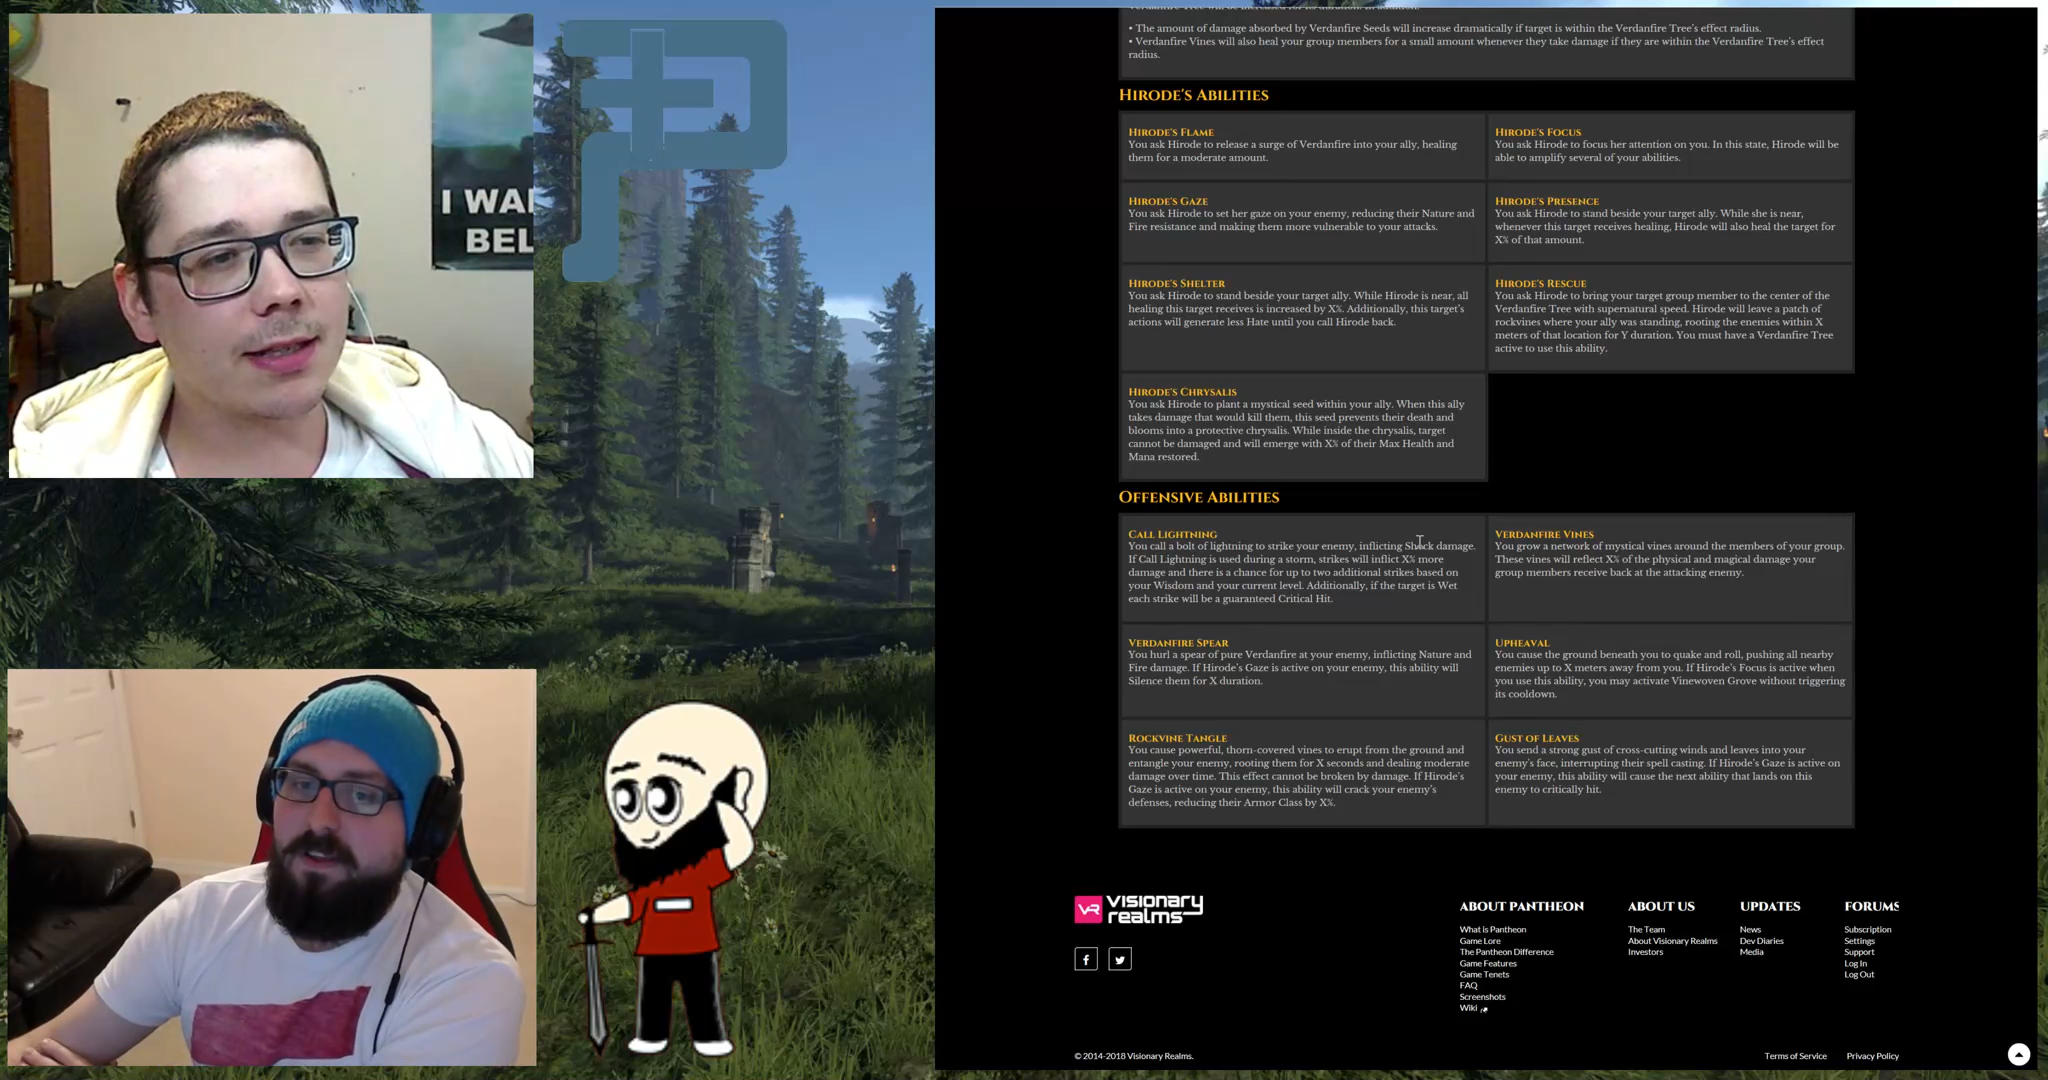 I WA
BEL
• The amount of damage absorbed by Verdanfire Seeds will increase dramatically if target is within the Verdanfire Tree's effect radius.
• Verdanfire Vines will also heal your group members for a small amount whenever they take damage if they are within the Verdanfire Tree's effect
radius.
Hirode's Abilities
Hirode's Flame
You ask Hirode to release a surge of Verdanfire into your ally, healing
them for a moderate amount.
Hirode's Focus
You ask Hirode to focus her attention on you. In this state, Hirode will be
able to amplify several of your abilities.
Hirode's Gaze
You ask Hirode to set her gaze on your enemy, reducing their Nature and
Fire resistance and making them more vulnerable to your attacks.
Hirode's Presence
You ask Hirode to stand beside your target ally. While she is near,
whenever this target receives healing, Hirode will also heal the target for
X% of that amount.
Hirode's Shelter
You ask Hirode to stand beside your target ally. While Hirode is near, all
healing this target receives is increased by X%. Additionally, this target's
actions will generate less Hate until you call Hirode back.
Hirode's Rescue
You ask Hirode to bring your target group member to the center of the
Verdanfire Tree with supernatural speed. Hirode will leave a patch of
rockvines where your ally was standing, rooting the enemies within X
meters of that location for Y duration. You must have a Verdanfire Tree
active to use this ability.
Hirode's Chrysalis
You ask Hirode to plant a mystical seed within your ally. When this ally
takes damage that would kill them, this seed prevents their death and
blooms into a protective chrysalis. While inside the chrysalis, target
cannot be damaged and will emerge with X% of their Max Health and
Mana restored.
Offensive Abilities
Call Lightning
You call a bolt of lightning to strike your enemy, inflicting Shock damage.
If Call Lightning is used during a storm, strikes will inflict X% more
damage and there is a chance for up to two additional strikes based on
your Wisdom and your current level. Additionally, if the target is Wet
each strike will be a guaranteed Critical Hit.
Verdanfire Vines
You grow a network of mystical vines around the members of your group.
These vines will reflect X% of the physical and magical damage your
group members receive back at the attacking enemy.
Verdanfire Spear
You hurl a spear of pure Verdanfire at your enemy, inflicting Nature and
Fire damage. If Hirode's Gaze is active on your enemy, this ability will
Silence them for X duration.
Upheaval
You cause the ground beneath you to quake and roll, pushing all nearby
enemies up to X meters away from you. If Hirode's Focus is active when
you use this ability, you may activate Vinewoven Grove without triggering
its cooldown.
Rockvine Tangle
You cause powerful, thorn-covered vines to erupt from the ground and
entangle your enemy, rooting them for X seconds and dealing moderate
damage over time. This effect cannot be broken by damage. If Hirode's
Gaze is active on your enemy, this ability will crack your enemy's
defenses, reducing their Armor Class by X%.
Gust of Leaves
You send a strong gust of cross-cutting winds and leaves into your
enemy's face, interrupting their spell casting. If Hirode's Gaze is active on
your enemy, this ability will cause the next ability that lands on this
enemy to critically hit.
VR visionary
realms
ABOUT PANTHEON
What is Pantheon
Game Lore
The Pantheon Difference
Game Features
Game Tenets
FAQ
Screenshots
Wiki
ABOUT US
The Team
About Visionary Realms
Investors
UPDATES
News
Dev Diaries
Media
FORUMS
Subscription
Settings
Support
Log In
Log Out
© 2014-2018 Visionary Realms.
Terms of Service
Privacy Policy